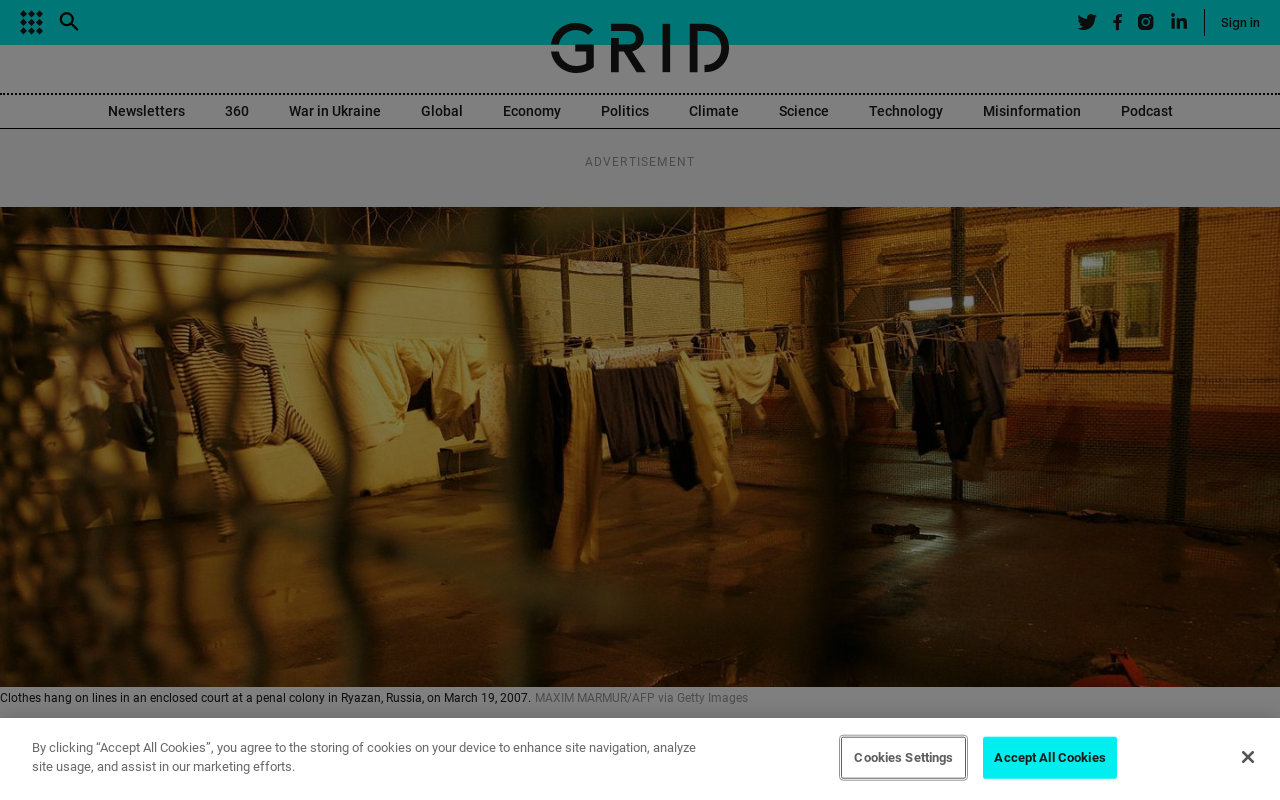 Sign in
GRID
Newsletters 360 War in Ukraine Global Economy Politics Climate Science Technology Misinformation Podcast
ADVERTISEMENT
Clothes hang on lines in an enclosed court at a penal colony in Ryazan, Russia, on March 19, 2007. MAXIM MARMUR/AFP via Getty Images
By clicking “Accept All Cookies”, you agree to the storing of cookies on your device to enhance site navigation, analyze
site usage, and assist in our marketing efforts.
Cookies Settings
Accept All Cookies